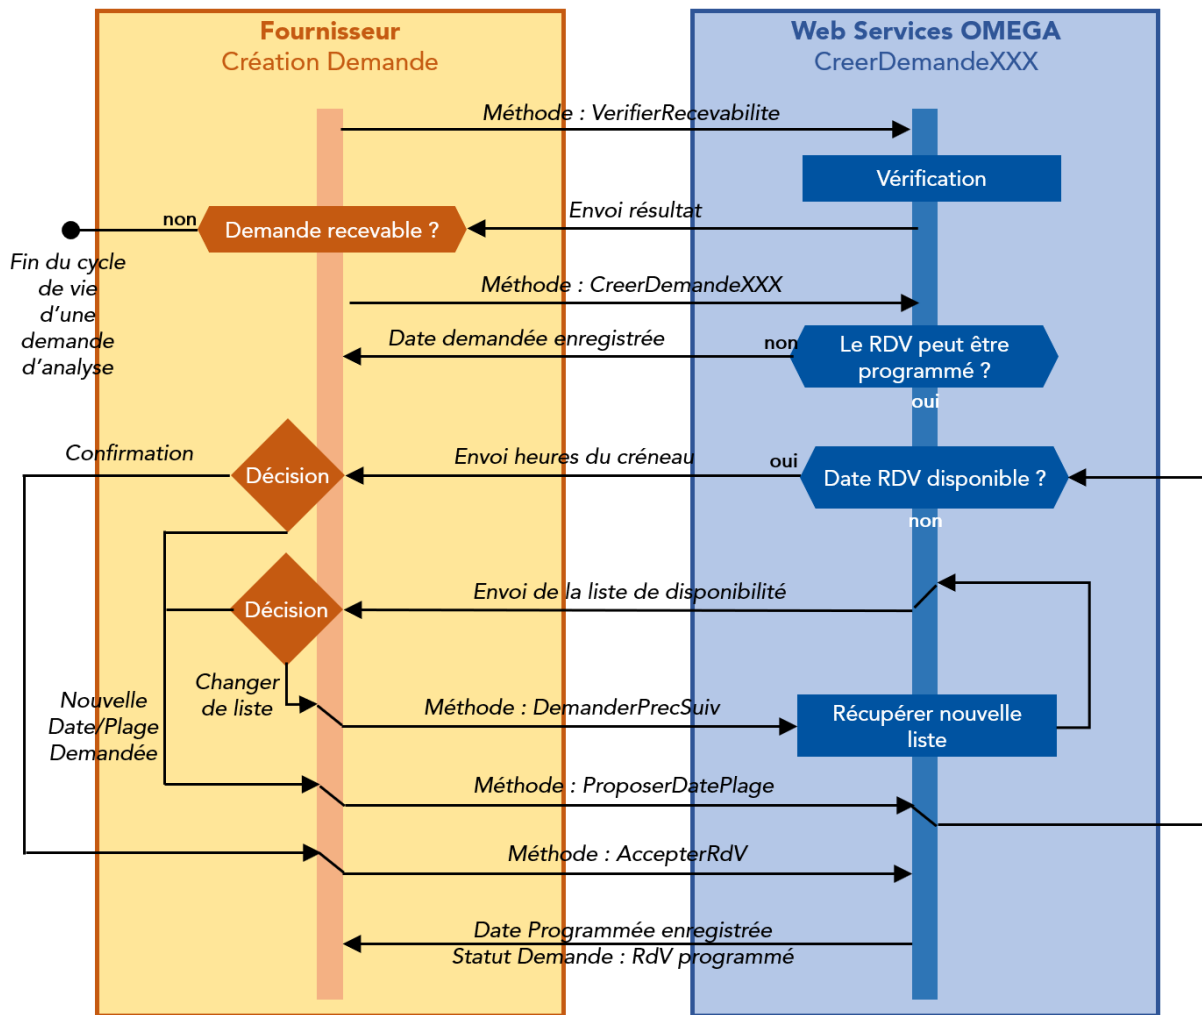 Fournisseur
Création Demande
Web Services OMEGA
CreerDemandeXXX
Méthode : VerifierRecevabilite
Vérification
Envoi résultat
non
Demande recevable ?
Fin du cycle
de vie
d'une
demande
d'analyse
Méthode : CreerDemandeXXX
Date demandée enregistrée
non
Le RDV peut être
programmé ?
oui
Confirmation
Décision
Envoi heures du créneau
oui
Date RDV disponible ?
non
Envoi de la liste de disponibilité
Décision
Changer
de liste
Nouvelle
Date/Plage
Demandée
Méthode : DemanderPrecSuiv
Récupérer nouvelle
liste
Méthode : ProposerDatePlage
Méthode : AccepterRdV
Date Programmée enregistrée
Statut Demande : RdV programmé